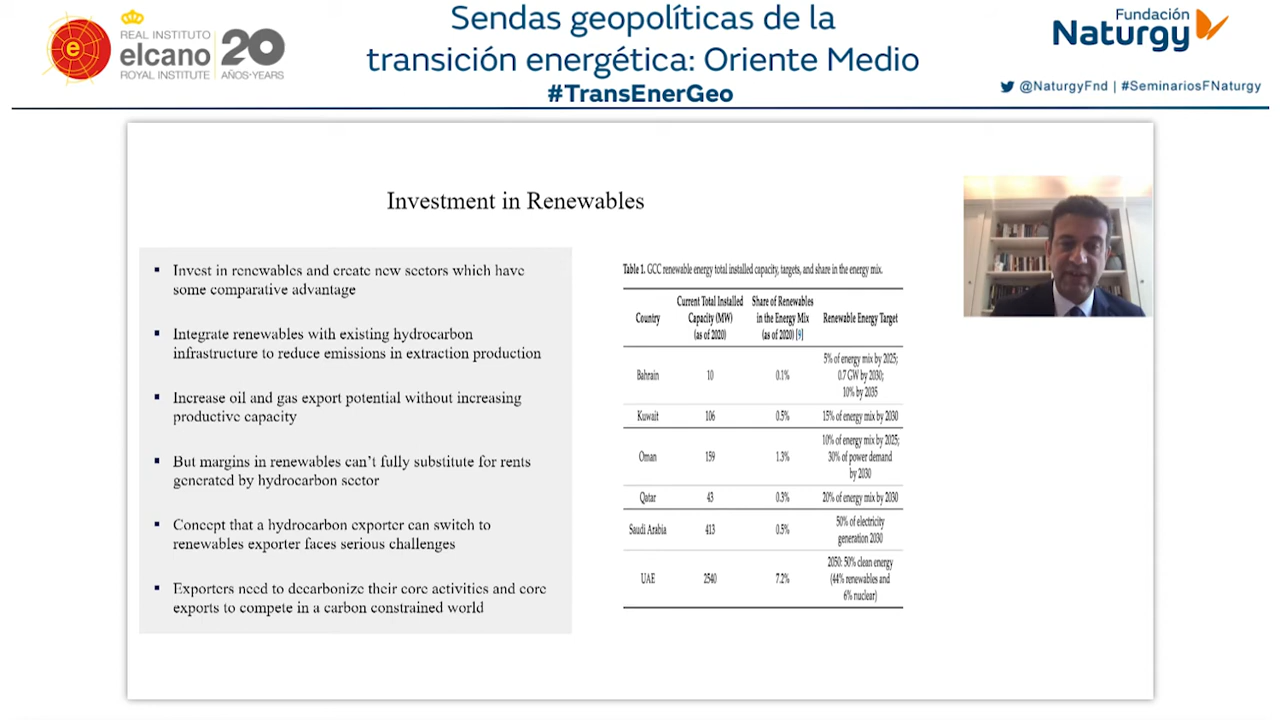 REAL INSTITUTO
elcano
ROYAL INSTITUTE
20
AÑOS·YEARS
Sendas geopolíticas de la
transición energética: Oriente Medio
#TransEnerGeo
Fundación
Naturgy
@NaturgyFnd | #SeminariosFNaturgy
Investment in Renewables
▪ Invest in renewables and create new sectors which have
some comparative advantage
▪ Integrate renewables with existing hydrocarbon
infrastructure to reduce emissions in extraction production
▪ Increase oil and gas export potential without increasing
productive capacity
▪ But margins in renewables can't fully substitute for rents
generated by hydrocarbon sector
▪ Concept that a hydrocarbon exporter can switch to
renewables exporter faces serious challenges
▪ Exporters need to decarbonize their core activities and core
exports to compete in a carbon constrained world
Table 1. GCC renewable energy total installed capacity, targets, and share in the energy mix.
Country
Current Total Installed
Capacity (MW)
(as of 2020)
Share of Renewables
in the Energy Mix
(as of 2020) [9]
Renewable Energy Target
Bahrain 10 0.1%
5% of energy mix by 2025;
0.7 GW by 2030;
10% by 2035
Kuwait 106 0.5% 15% of energy mix by 2030
Oman 159 1.3%
10% of energy mix by 2025;
30% of power demand
by 2030
Qatar 43 0.3% 20% of energy mix by 2030
Saudi Arabia 413 0.5%
50% of electricity
generation 2030
UAE 2540 7.2%
2050: 50% clean energy
(44% renewables and
6% nuclear)